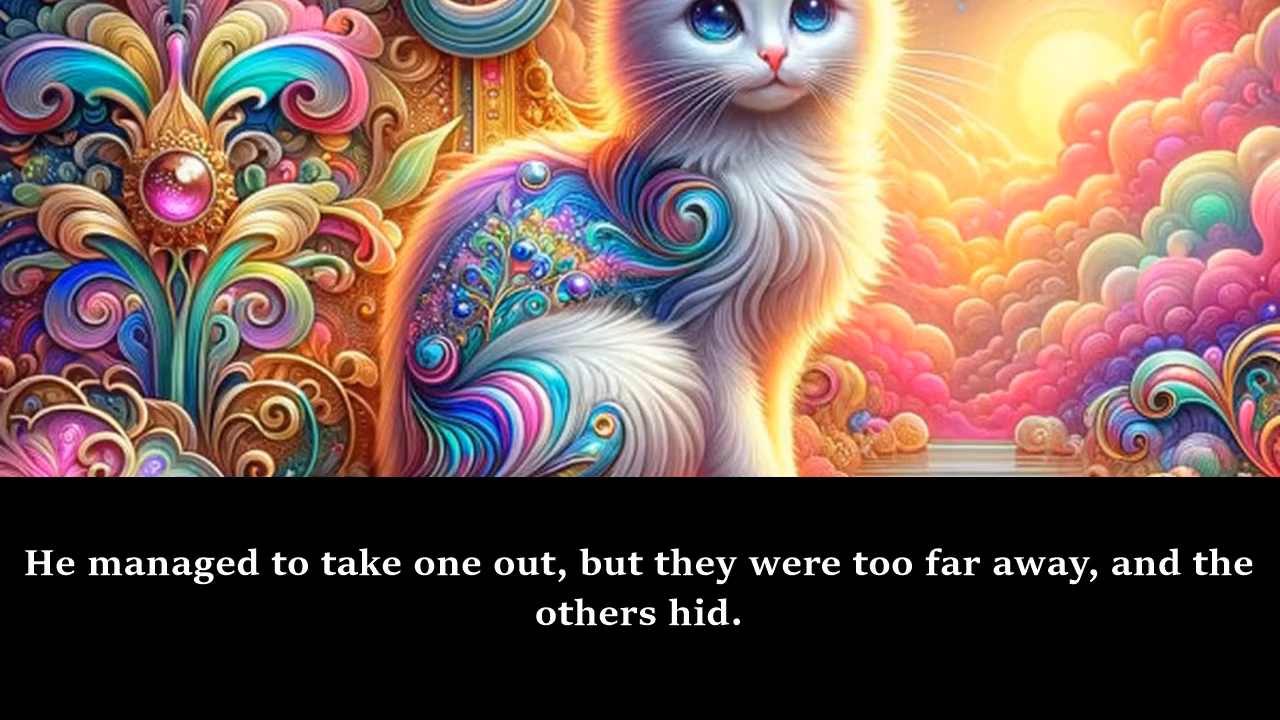 He managed to take one out, but they were too far away, and the
others hid.